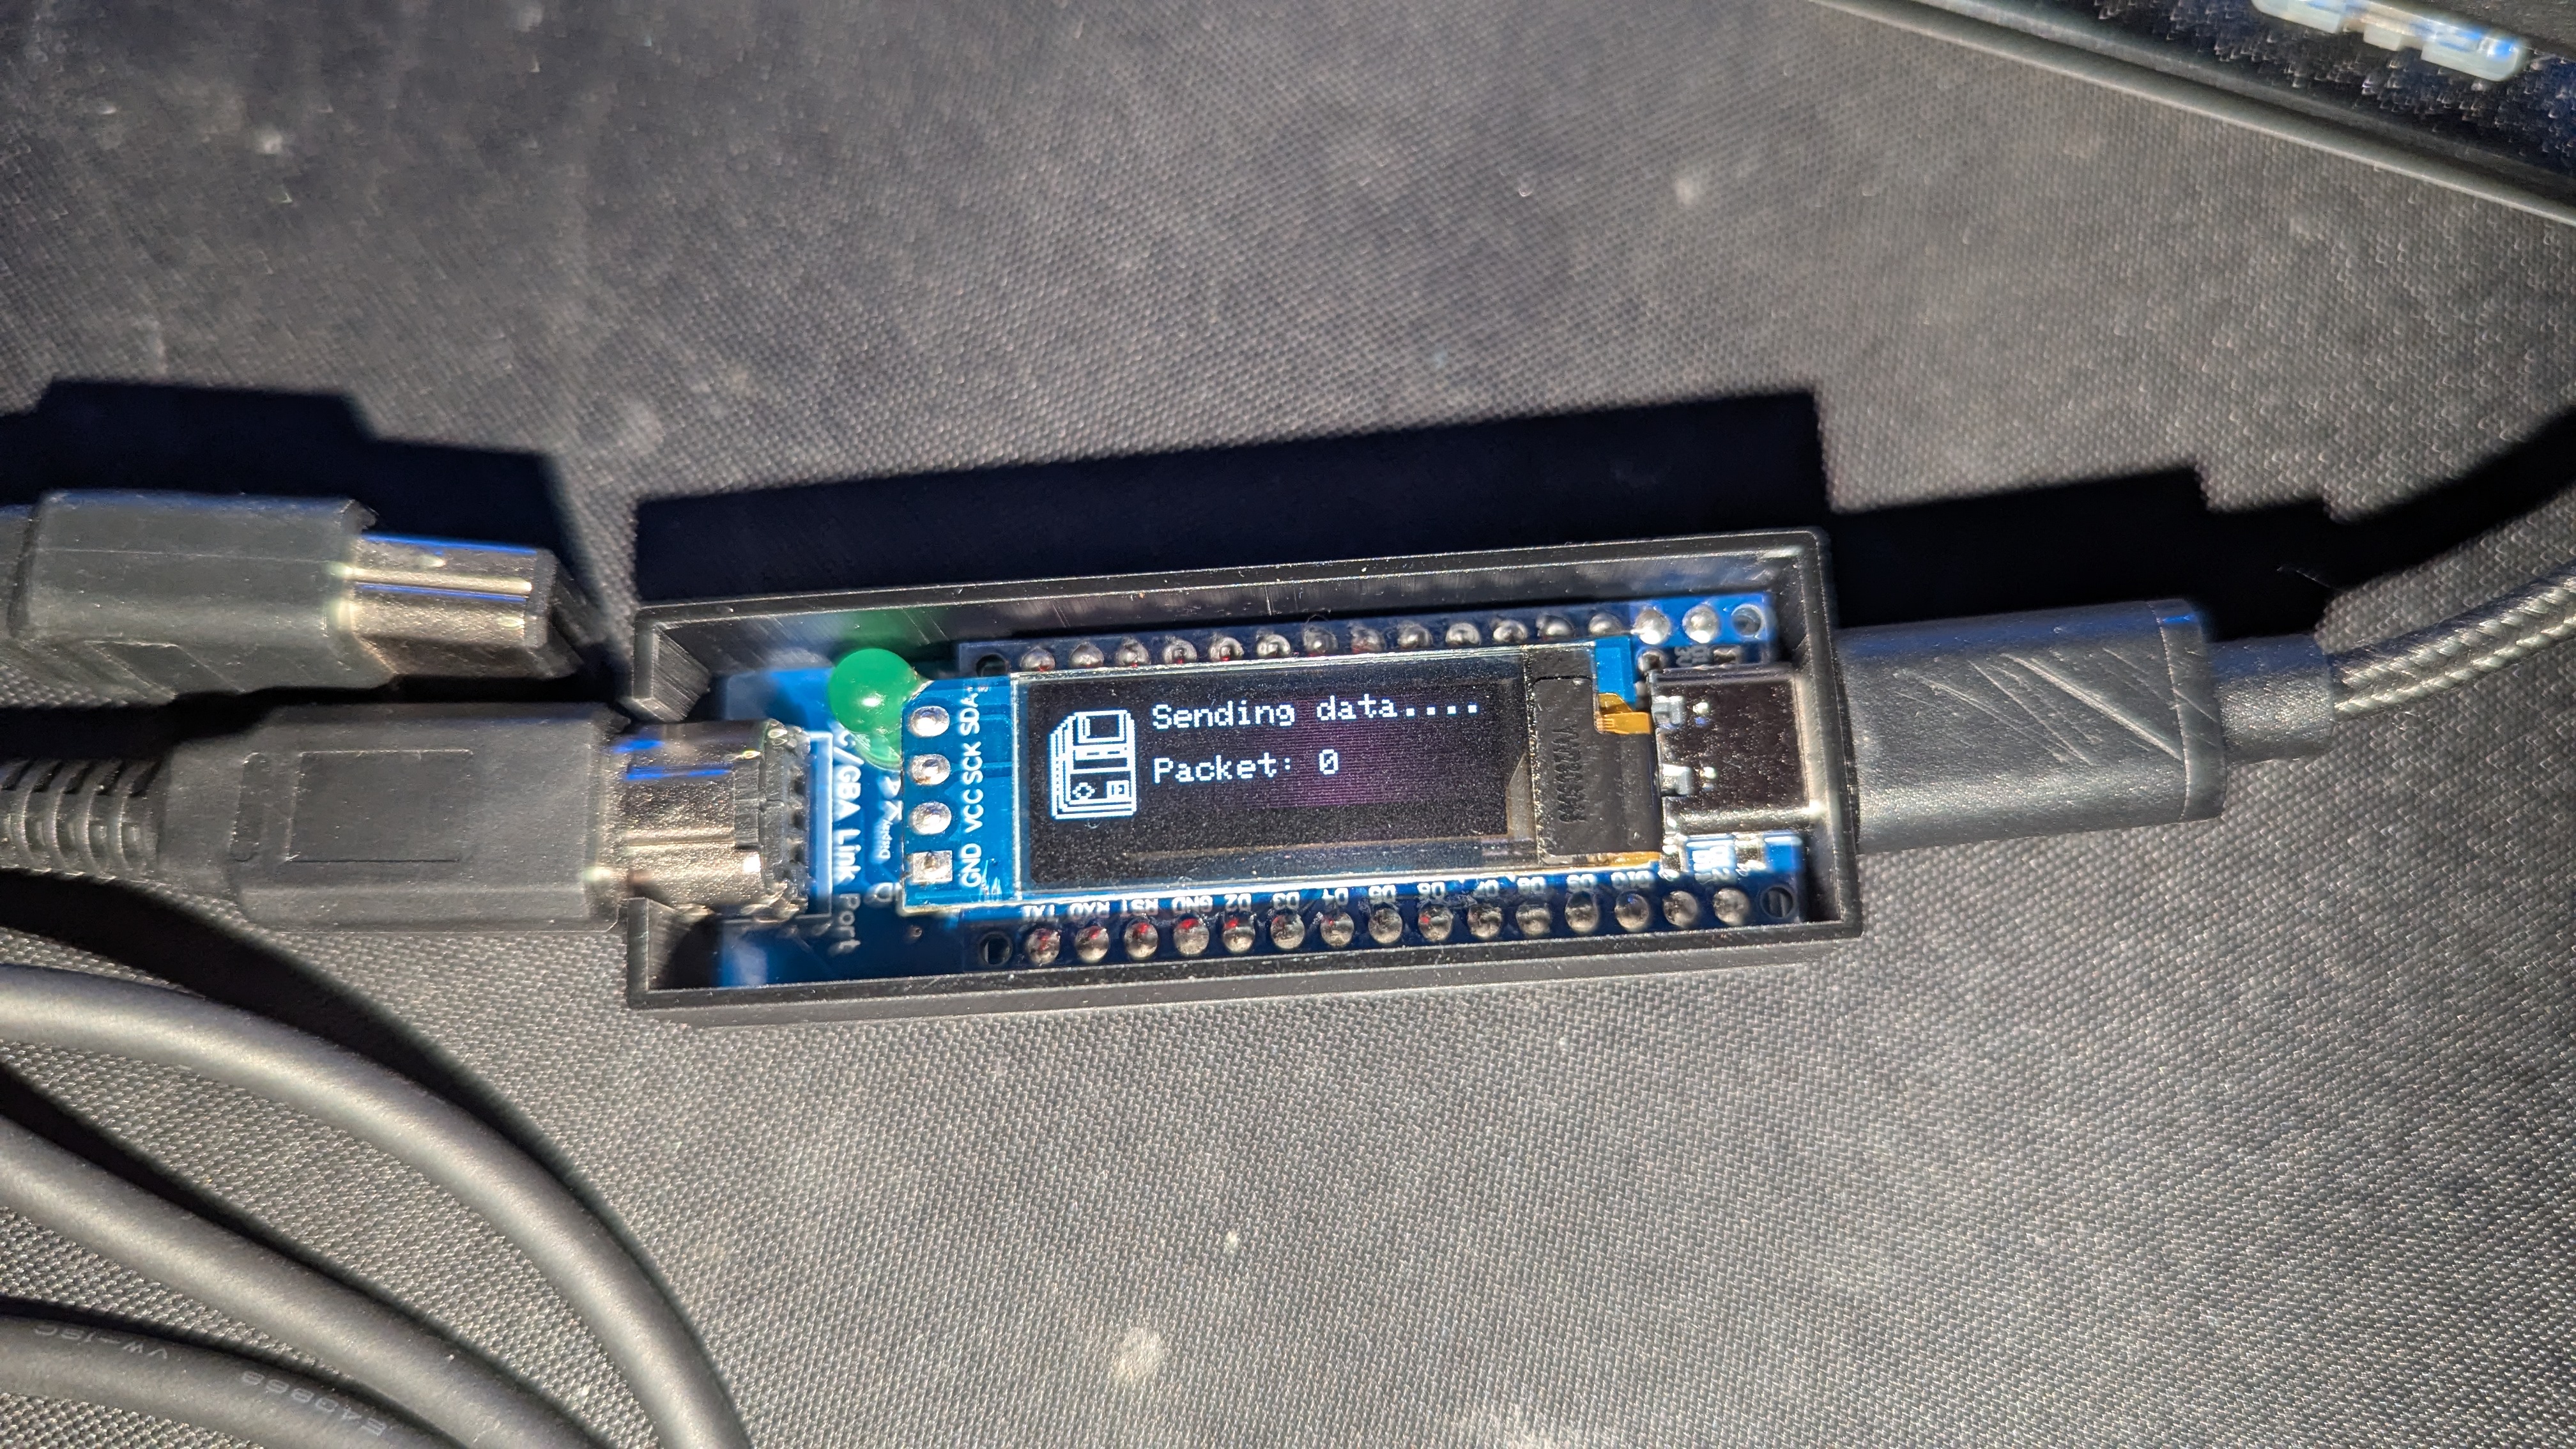 Sending data....
Packet: 0
SDA
SCK
VCC
GND
C/GBA Link Port
TX1 RX0 RST GND D2 D3 D4 D5 D6 D7 D8 D9 D10
E40869